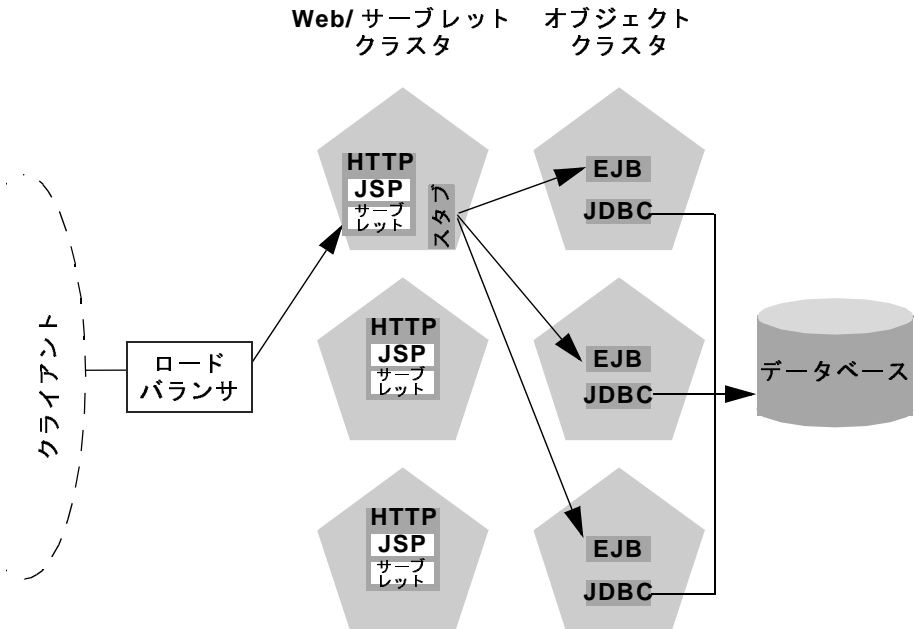 Web/ サーブレット
クラスタ
オブジェクト
クラスタ
HTTP
JSP
サーブ
レット
スタブ
EJB
JDBC
クライアント
ロード
バランサ
HTTP
JSP
サーブ
レット
EJB
JDBC
データベース
HTTP
JSP
サーブ
レット
EJB
JDBC